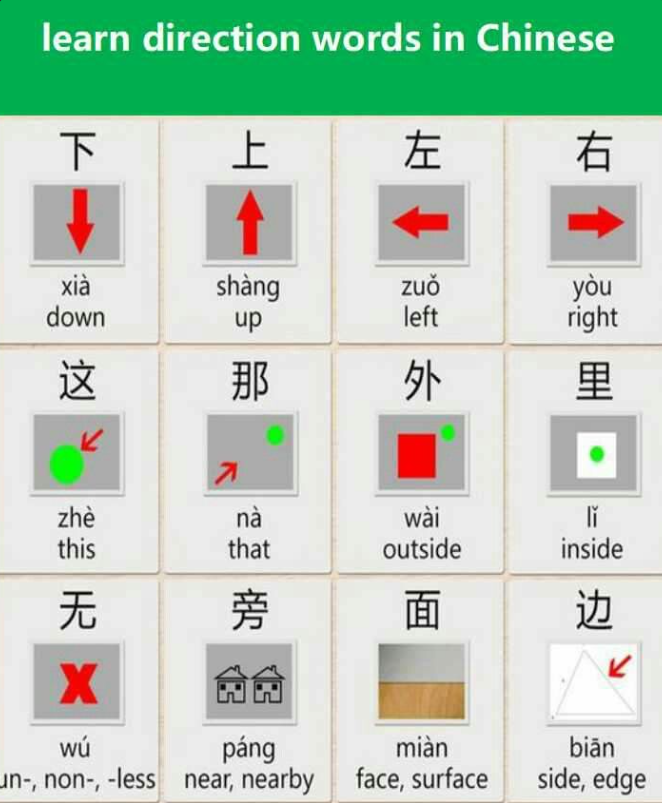 learn direction words in Chinese
下
xià
down
上
shàng
up
左
zuǒ
left
右
yòu
right
这
zhè
this
那
nà
that
外
wài
outside
里
lǐ
inside
无
wú
un-, non-, -less
旁
páng
near, nearby
面
miàn
face, surface
边
biān
side, edge